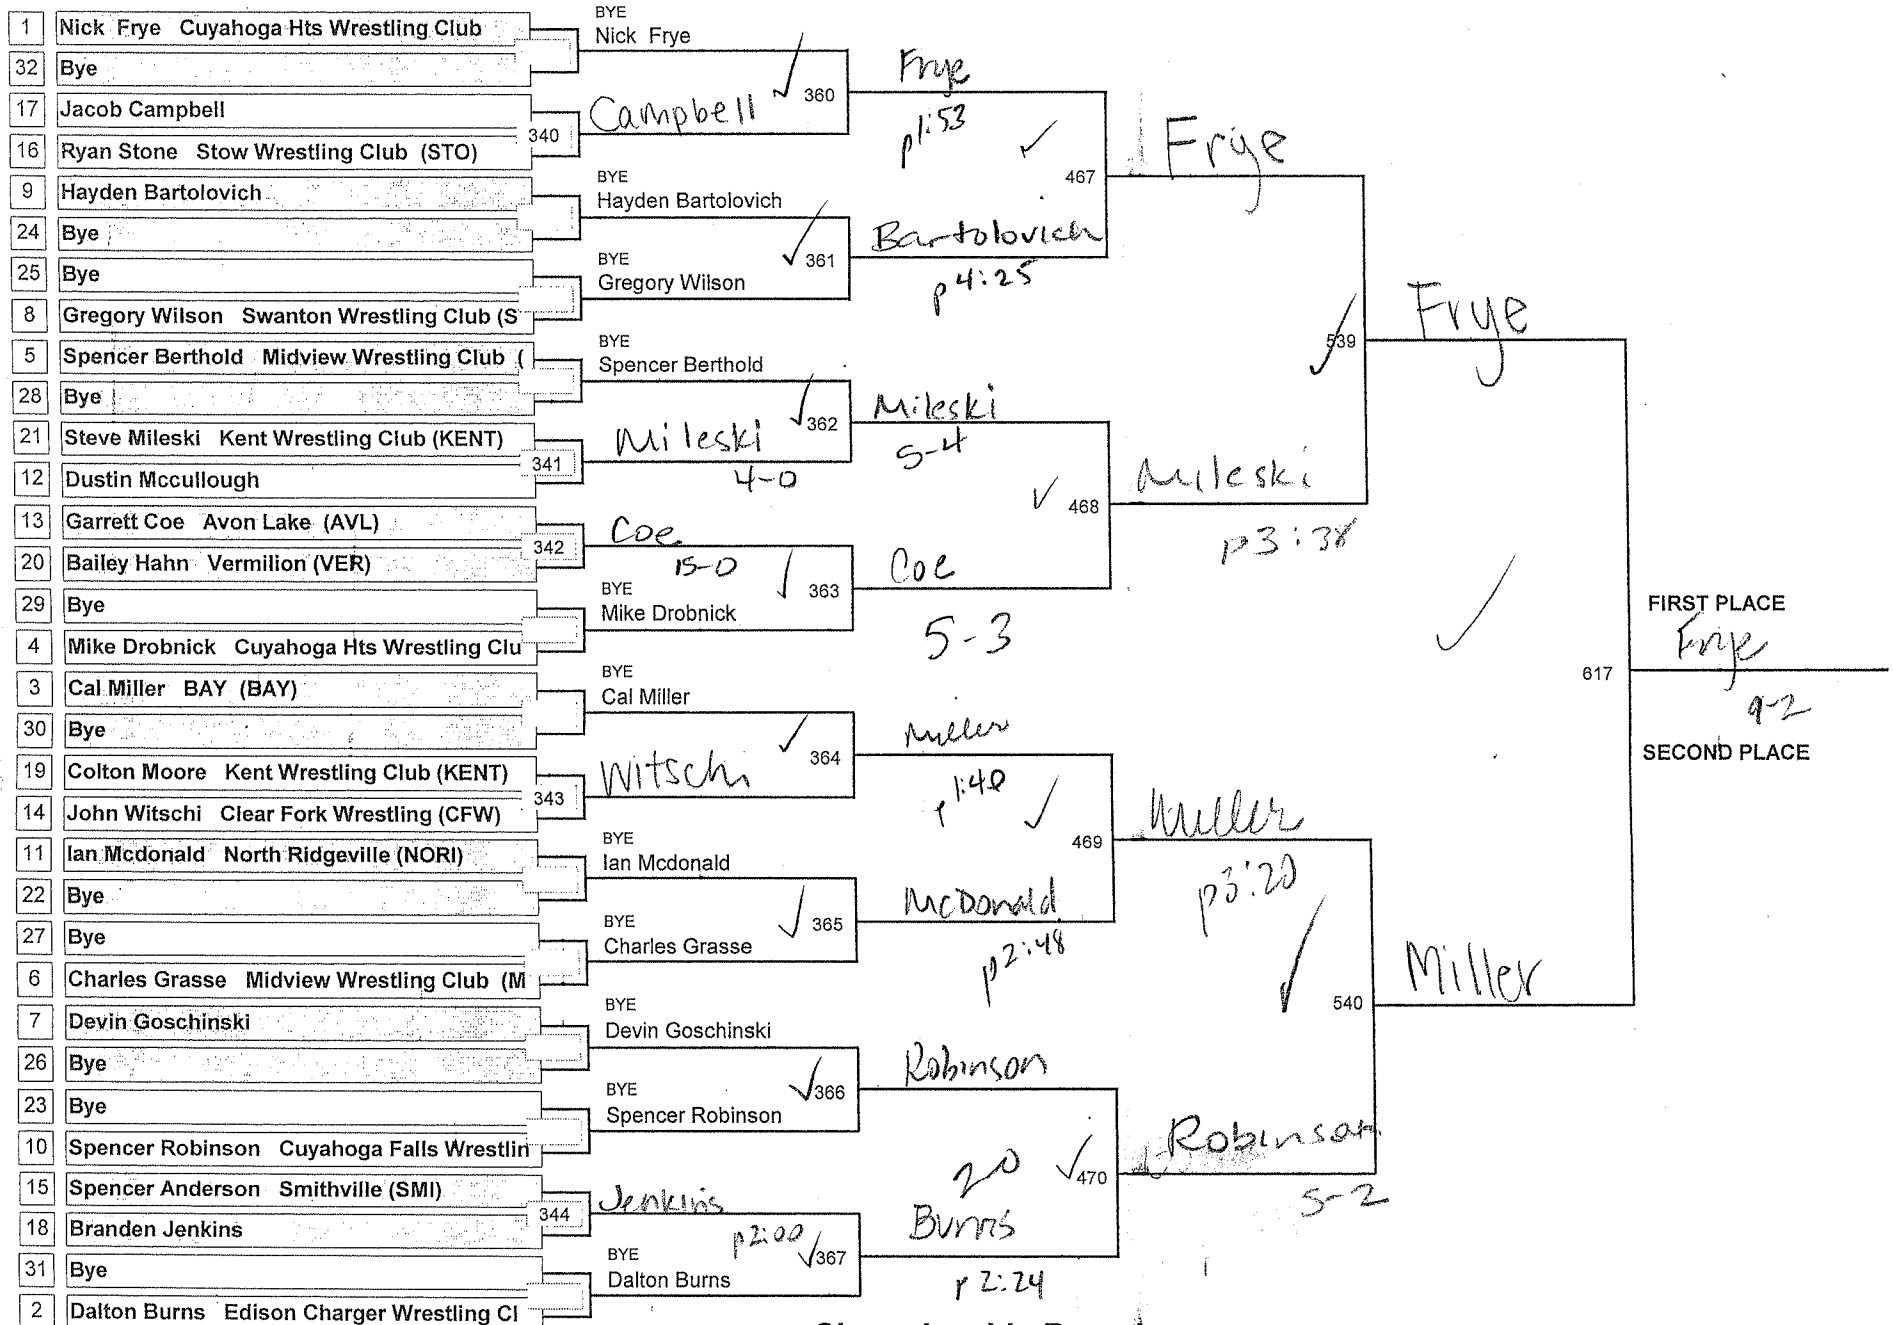 1 Nick Frye Cuyahoga Hts Wrestling Club
32 Bye
17 Jacob Campbell
340
16 Ryan Stone Stow Wrestling Club (STO)
9 Hayden Bartolovich
24 Bye
25 Bye
8 Gregory Wilson Swanton Wrestling Club (S
5 Spencer Berthold Midview Wrestling Club (
28 Bye
21 Steve Mileski Kent Wrestling Club (KENT)
341
12 Dustin Mccullough
13 Garrett Coe Avon Lake (AVL)
342
20 Bailey Hahn Vermilion (VER)
29 Bye
4 Mike Drobnick Cuyahoga Hts Wrestling Clu
3 Cal Miller BAY (BAY)
30 Bye
19 Colton Moore Kent Wrestling Club (KENT)
343
14 John Witschi Clear Fork Wrestling (CFW)
11 Ian Mcdonald North Ridgeville (NORI)
22 Bye
27 Bye
6 Charles Grasse Midview Wrestling Club (M
7 Devin Goschinski
26 Bye
23 Bye
10 Spencer Robinson Cuyahoga Falls Wrestlin
15 Spencer Anderson Smithville (SMI)
344
18 Branden Jenkins
31 Bye
2 Dalton Burns Edison Charger Wrestling Cl
BYE
Nick Frye
✓ 360
Campbell
BYE
Hayden Bartolovich
✓ 361
BYE
Gregory Wilson
BYE
Spencer Berthold
✓ 362
Mileski
4-0
Coe
15-0
✓ 363
BYE
Mike Drobnick
BYE
Cal Miller
✓ 364
Witschi
BYE
Ian Mcdonald
✓ 365
BYE
Charles Grasse
BYE
Devin Goschinski
✓ 366
BYE
Spencer Robinson
Jenkins
p2:00
✓ 367
BYE
Dalton Burns
Frye
p1:53
✓ 467
Bartolovich
p4:25
Mileski
5-4
✓ 468
Coe
5-3
Miller
✓ 469
McDonald
p2:48
Robinson
✓ 470
Burns
p2:24
Frye
✓ 539
Mileski
Miller
p3:20
✓ 540
Robinson
5-2
Frye
✓ 617
Miller
FIRST PLACE
Frye
9-2
SECOND PLACE